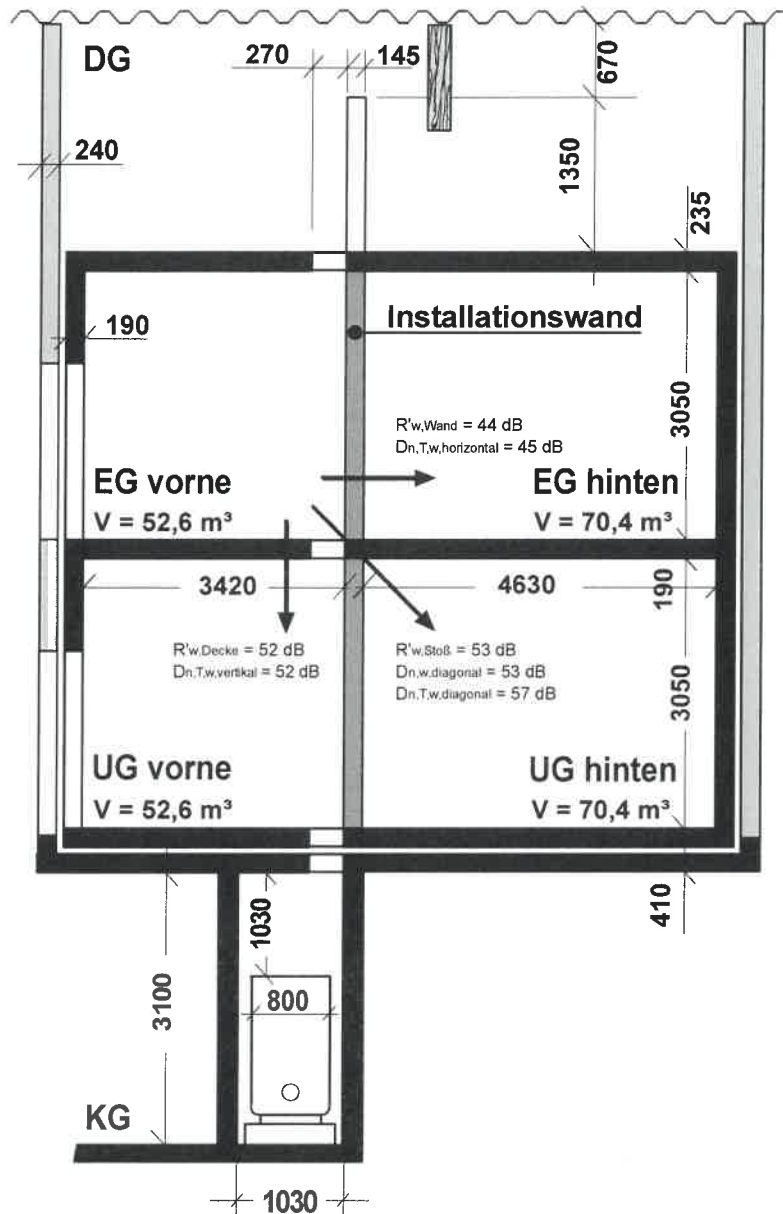 DG
270
145
670
240
1350
235
Installationswand
190
R'w,Wand = 44 dB
Dn,T,w,horizontal = 45 dB
3050
EG vorne
V = 52,6 m³
EG hinten
V = 70,4 m³
3420
4630
190
R'w,Decke = 52 dB
Dn,T,w,vertikal = 52 dB
R'w,Stoß = 53 dB
Dn,w,diagonal = 53 dB
Dn,T,w,diagonal = 57 dB
3050
UG vorne
V = 52,6 m³
UG hinten
V = 70,4 m³
410
1030
3100
800
KG
1030